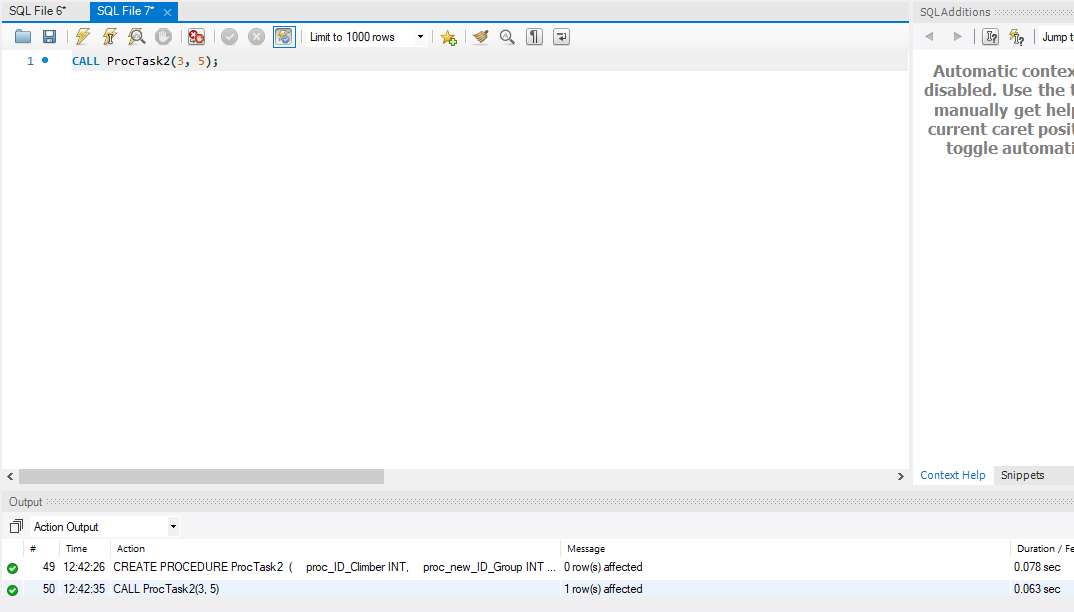 SQL File 6*
SQL File 7*
SQLAdditions
Limit to 1000 rows
Jump t
1
CALL ProcTask2(3, 5);
Automatic contex
disabled. Use the t
manually get help
current caret posit
toggle automati
Context Help
Snippets
Output
Action Output
# Time Action Message Duration / Fe
49 12:42:26 CREATE PROCEDURE ProcTask2 ( proc_ID_Climber INT, proc_new_ID_Group INT ... 0 row(s) affected 0.078 sec
50 12:42:35 CALL ProcTask2(3, 5) 1 row(s) affected 0.063 sec